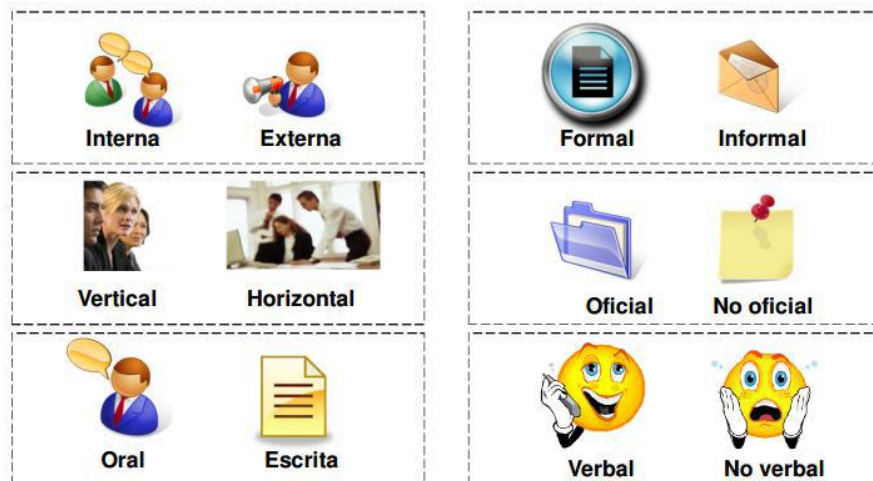 Interna Externa
Formal Informal
Vertical Horizontal
Oficial No oficial
Oral Escrita
Verbal No verbal